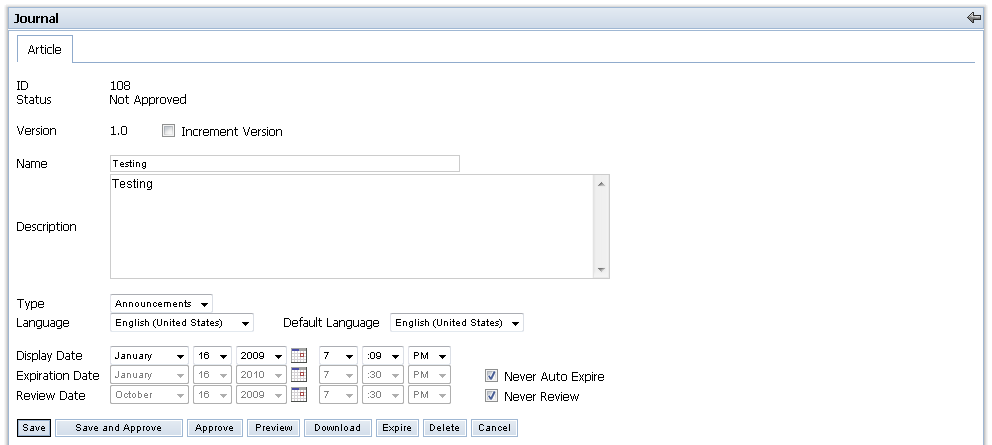 Journal
Article
ID 108
Status Not Approved
Version 1.0 Increment Version
Name Testing
Testing
Description
Type Announcements
Language English (United States) Default Language English (United States)
Display Date January 16 2009 7 :09 PM
Expiration Date January 16 2010 7 :30 PM Never Auto Expire
Review Date October 16 2009 7 :30 PM Never Review
Save Save and Approve Approve Preview Download Expire Delete Cancel